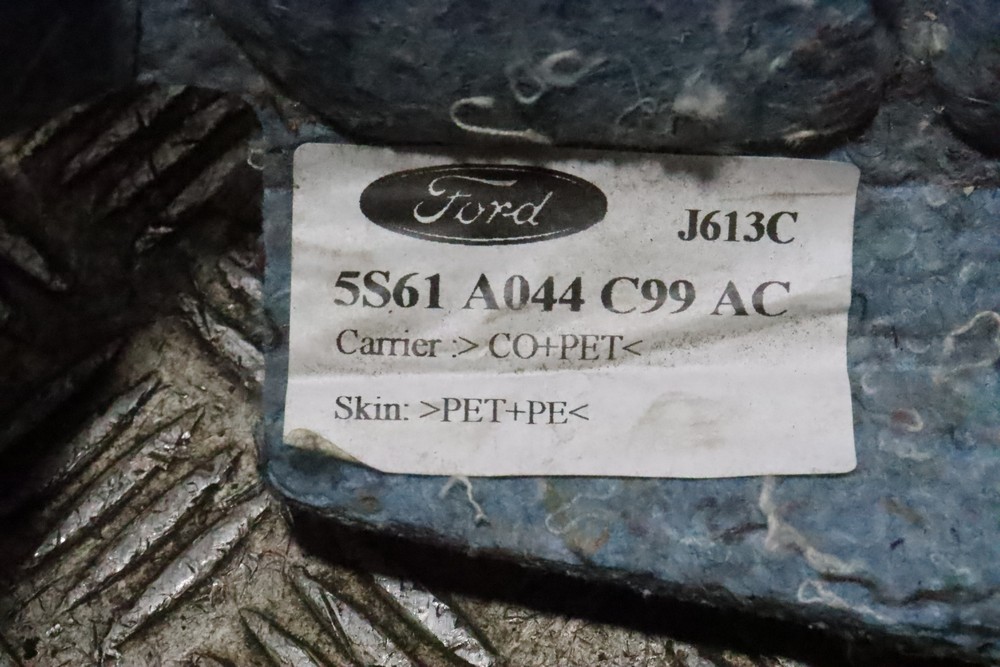 Ford
J613C
5S61 A044 C99 AC
Carrier :> CO+PET<
Skin: >PET+PE<